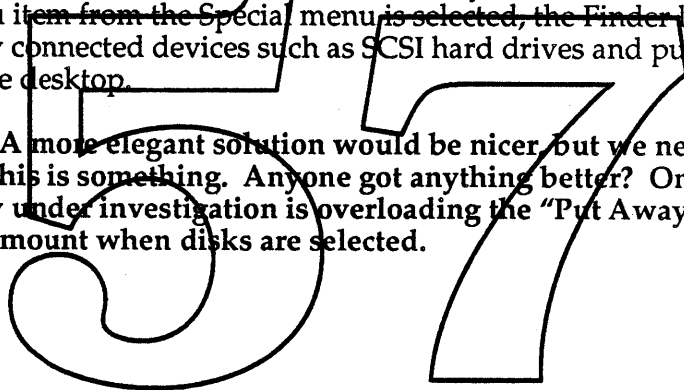 item from the Special menu is selected, the Finder
connected devices such as SCSI hard drives and pu
e desktop.
A more elegant solution would be nicer, but we ne
his is something. Anyone got anything better? On
y under investigation is overloading the “Put Away
mount when disks are selected.
57